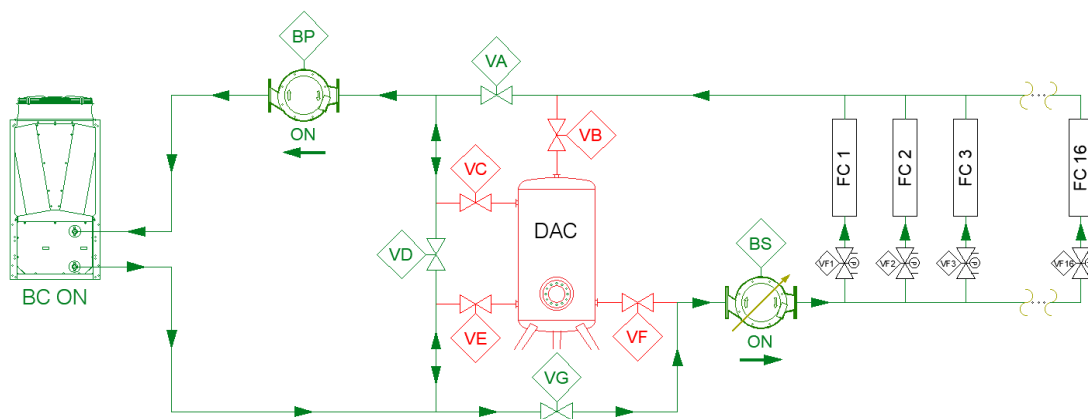 BP
VA
ON
VB
VC
DAC
FC 1
FC 2
FC 3
FC 16
VD
BS
VF1
VF2
VF3
VF16
BC ON
VE
VF
ON
VG